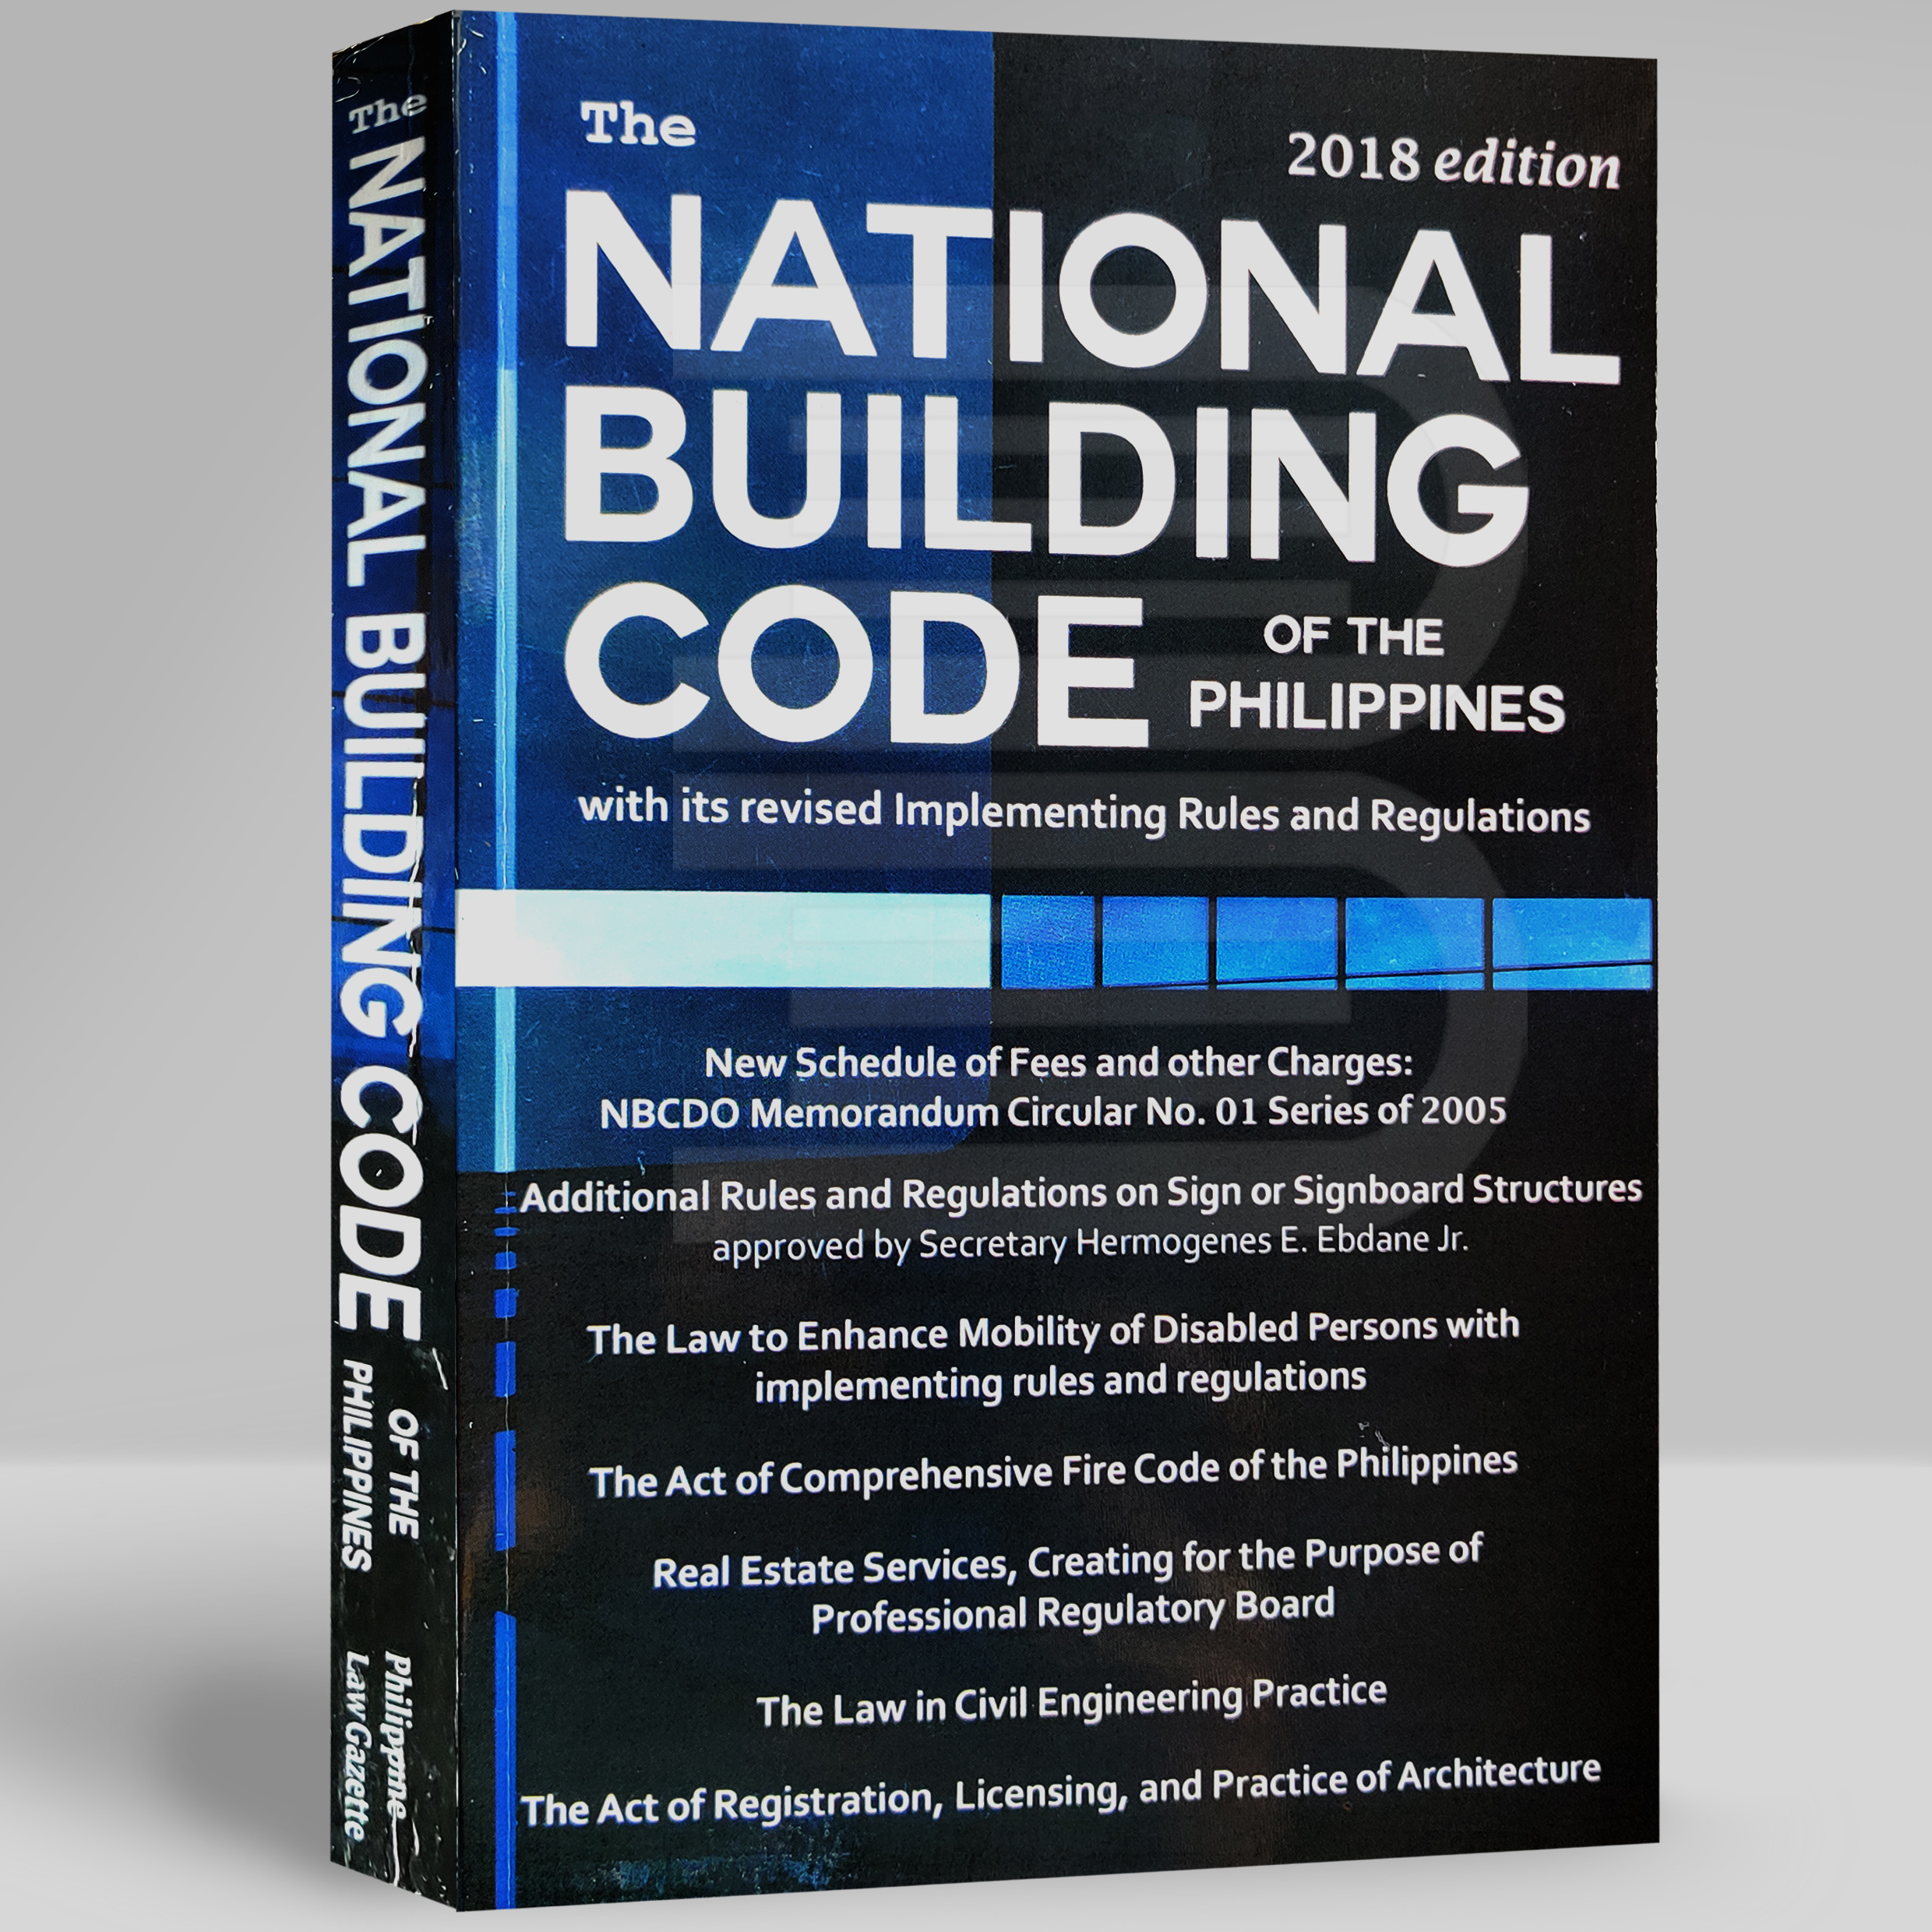 The
2018 edition
NATIONAL
BUILDING
CODE
OF THE
PHILIPPINES
with its revised Implementing Rules and Regulations
New Schedule of Fees and other Charges:
NBCDO Memorandum Circular No. 01 Series of 2005
Additional Rules and Regulations on Sign or Signboard Structures
approved by Secretary Hermogenes E. Ebdane Jr.
The Law to Enhance Mobility of Disabled Persons with
implementing rules and regulations
The Act of Comprehensive Fire Code of the Philippines
Real Estate Services, Creating for the Purpose of
Professional Regulatory Board
The Law in Civil Engineering Practice
The Act of Registration, Licensing, and Practice of Architecture
The NATIONAL BUILDING CODE
OF THE
PHILIPPINES
Philippine
Law Gazette